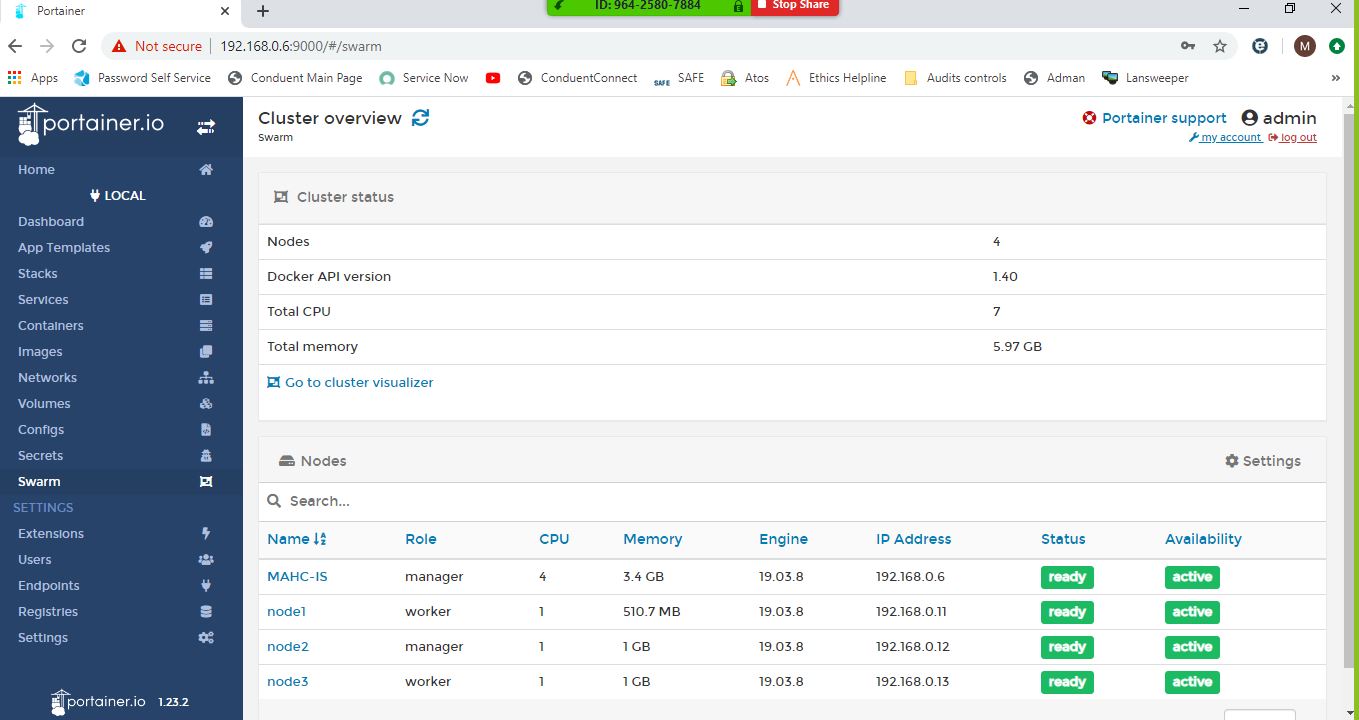 Portainer
ID: 964-2580-7884
Stop Share
Not secure | 192.168.0.6:9000/#/swarm
M
Apps Password Self Service Conduent Main Page Service Now ConduentConnect SAFE SAFE Atos Ethics Helpline Audits controls Adman Lansweeper »
portainer.io
Cluster overview
Swarm
Portainer support admin
my account log out
Home
LOCAL
Dashboard
App Templates
Stacks
Services
Containers
Images
Networks
Volumes
Configs
Secrets
Swarm
SETTINGS
Extensions
Users
Endpoints
Registries
Settings
portainer.io 1.23.2
Cluster status
Nodes 4
Docker API version 1.40
Total CPU 7
Total memory 5.97 GB
Go to cluster visualizer
Nodes Settings
Search...
Name Role CPU Memory Engine IP Address Status Availability
MAHC-IS manager 4 3.4 GB 19.03.8 192.168.0.6 ready active
node1 worker 1 510.7 MB 19.03.8 192.168.0.11 ready active
node2 manager 1 1 GB 19.03.8 192.168.0.12 ready active
node3 worker 1 1 GB 19.03.8 192.168.0.13 ready active